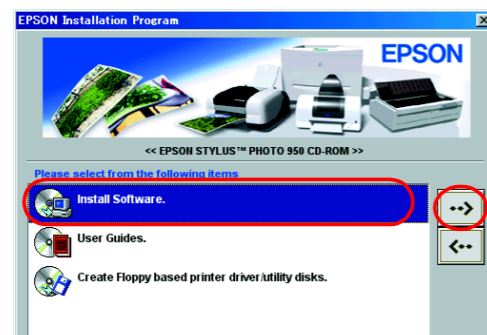 EPSON Installation Program
EPSON
<< EPSON STYLUS™ PHOTO 950 CD-ROM >>
Please select from the following items
Install Software.
User Guides.
Create Floppy based printer driver/utility disks.